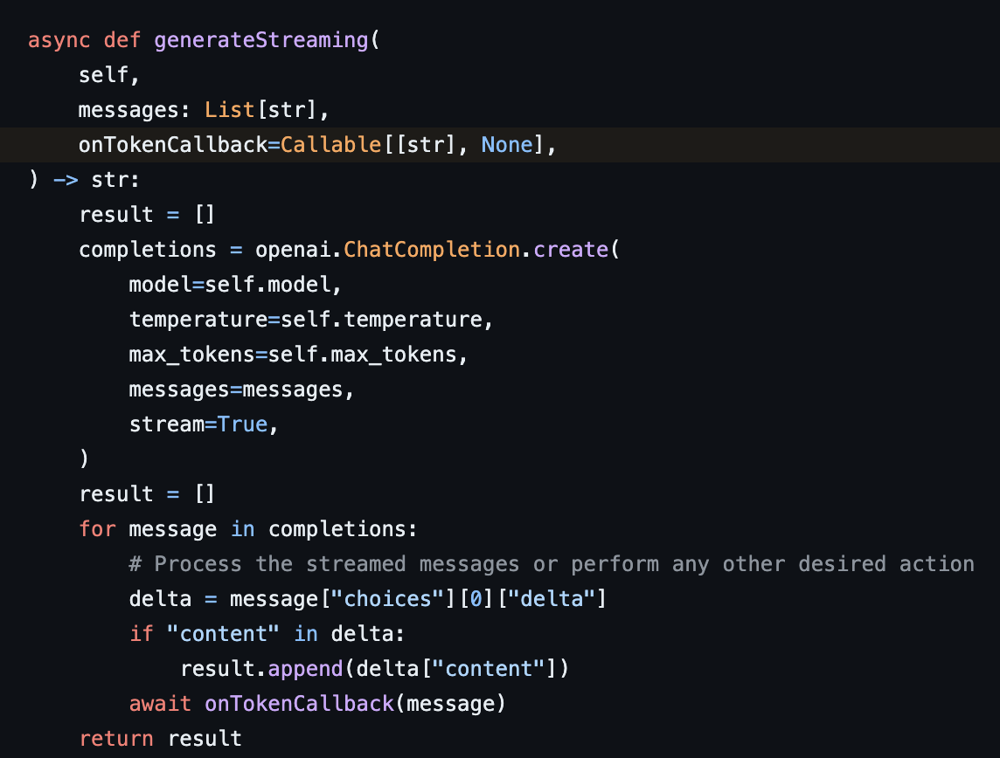 async def generateStreaming(
    self,
    messages: List[str],
    onTokenCallback=Callable[[str], None],
) -> str:
    result = []
    completions = openai.ChatCompletion.create(
        model=self.model,
        temperature=self.temperature,
        max_tokens=self.max_tokens,
        messages=messages,
        stream=True,
    )
    result = []
    for message in completions:
        # Process the streamed messages or perform any other desired action
        delta = message["choices"][0]["delta"]
        if "content" in delta:
            result.append(delta["content"])
        await onTokenCallback(message)
    return result